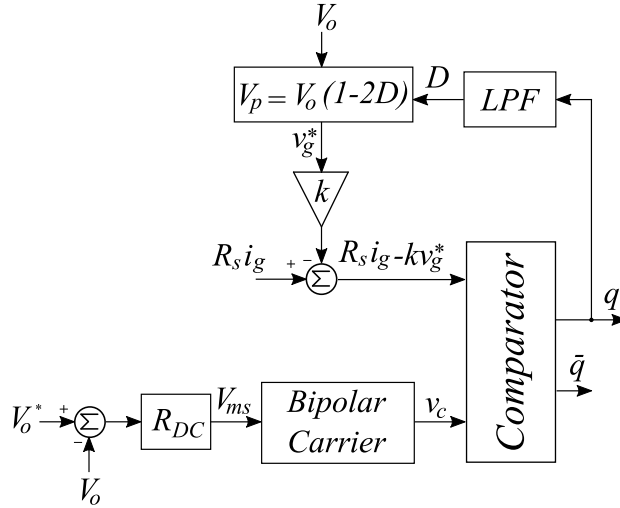 V_o
V_p = V_o (1-2D)
D
LPF
v_g^*
k
R_s i_g
+
-
Σ
R_s i_g - kv_g^*
Comparator
q
q̄
V_o^*
+
-
Σ
V_o
R_DC
V_ms
Bipolar
Carrier
v_c